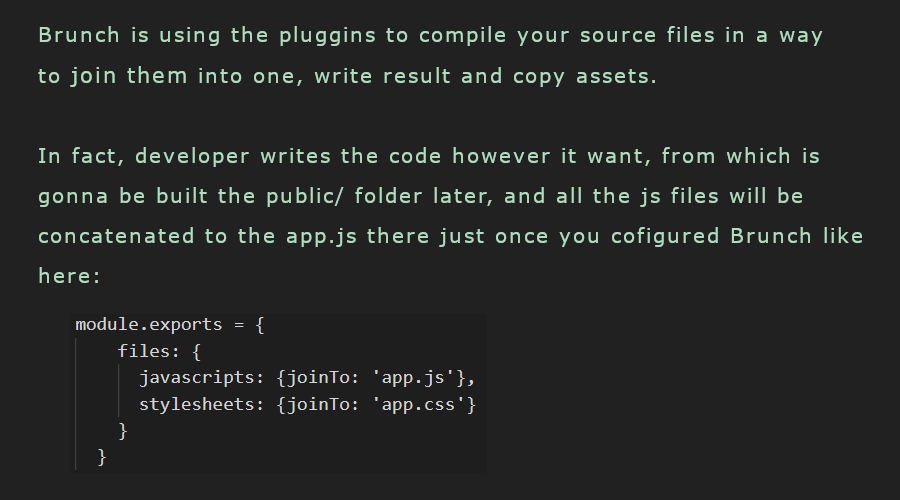 Brunch is using the pluggins to compile your source files in a way
to join them into one, write result and copy assets.
In fact, developer writes the code however it want, from which is
gonna be built the public/ folder later, and all the js files will be
concatenated to the app.js there just once you cofigured Brunch like
here:
module.exports = {
files: {
javascripts: {joinTo: 'app.js'},
stylesheets: {joinTo: 'app.css'}
}
}